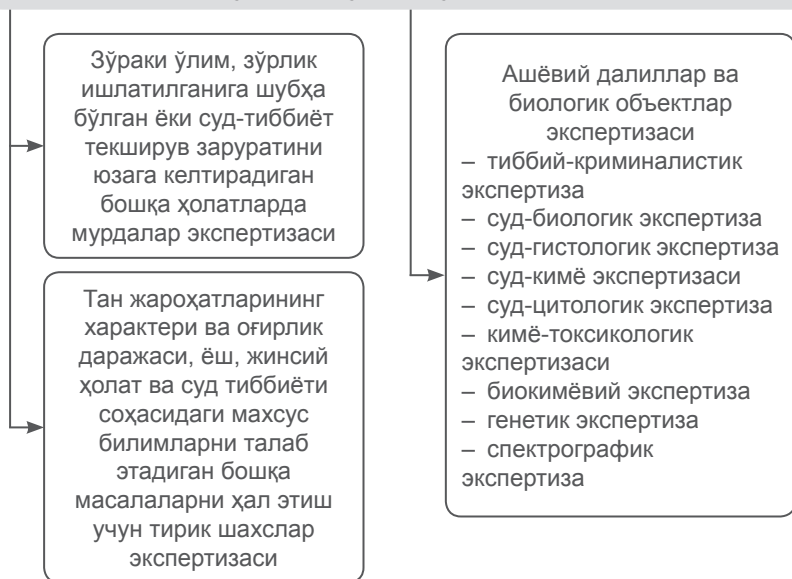 Зўраки ўлим, зўрлик
ишлатилганига шубҳа
бўлган ёки суд-тиббиёт
текширув заруратини
юзага келтирадиган
бошқа ҳолатларда
мурдалар экспертизаси
Тан жароҳатларининг
характери ва оғирлик
даражаси, ёш, жинсий
ҳолат ва суд тиббиёти
соҳасидаги махсус
билимларни талаб
этадиган бошқа
масалаларни ҳал этиш
учун тирик шахслар
экспертизаси
Ашёвий далиллар ва
биологик объектлар
экспертизаси
– тиббий-криминалистик
экспертиза
– суд-биологик экспертиза
– суд-гистологик экспертиза
– суд-кимё экспертизаси
– суд-цитологик экспертиза
– кимё-токсикологик
экспертизаси
– биокимёвий экспертиза
– генетик экспертиза
– спектрографик
экспертиза